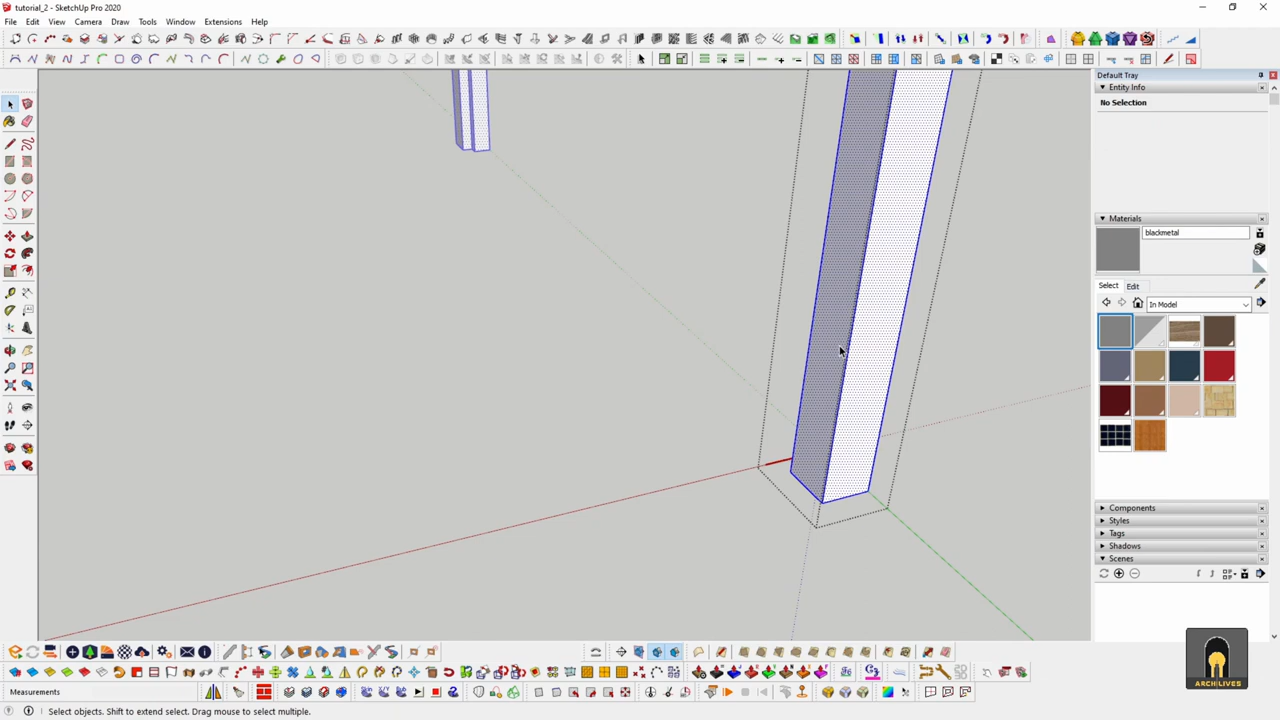 tutorial_2 - SketchUp Pro 2020
File Edit View Camera Draw Tools Window Extensions Help
Default Tray
Entity Info
No Selection
Materials
blackmetal
Select Edit
In Model
Components
Styles
Tags
Shadows
Scenes
ARCHLIVES
Measurements
Select objects. Shift to extend select. Drag mouse to select multiple.